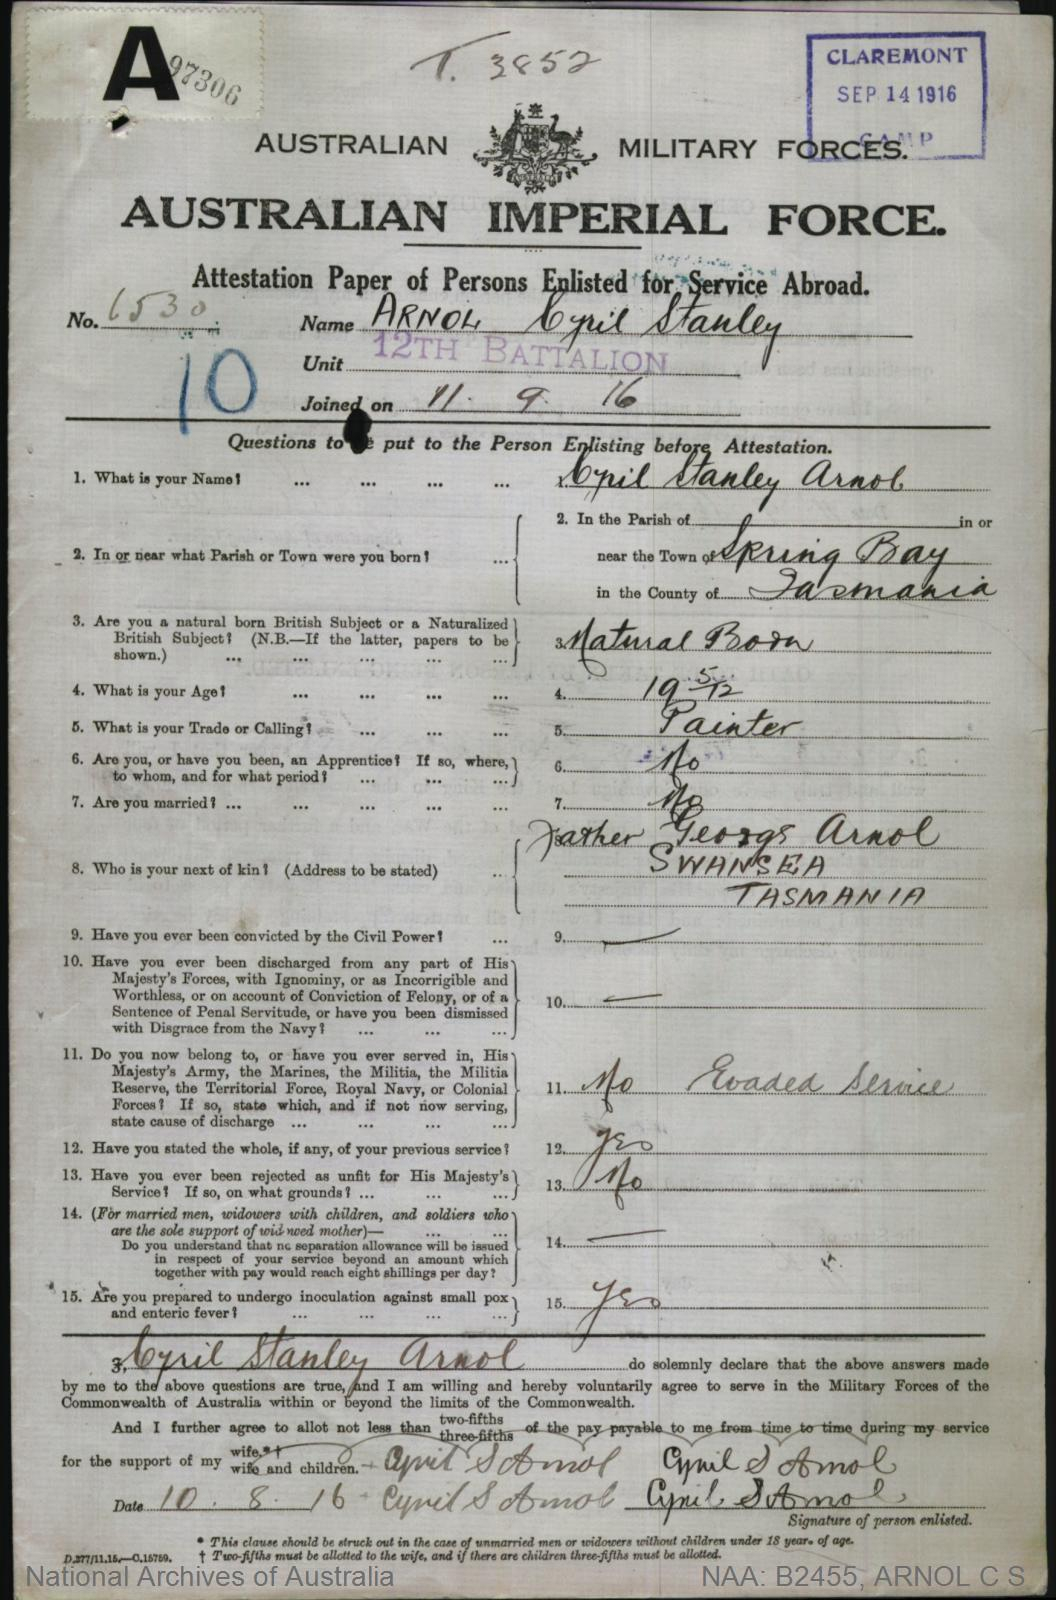 A 97306
T. 3852
CLAREMONT
SEP 14 1916
CAMP
AUSTRALIAN MILITARY FORCES.
AUSTRALIAN IMPERIAL FORCE.
Attestation Paper of Persons Enlisted for Service Abroad.
No. 6530 Name ARNOL Cyril Stanley
10
Unit 12TH BATTALION
Joined on 11. 9. 16
Questions to be put to the Person Enlisting before Attestation.
1. What is your Name? ... ... ... ... 1. Cyril Stanley Arnol
2. In or near what Parish or Town were you born? ... 2. In the Parish of in or
near the Town of Spring Bay
in the County of Tasmania
3. Are you a natural born British Subject or a Naturalized
British Subject? (N.B.—If the latter, papers to be
shown.) ... ... ... ... ... 3. Natural Born
4. What is your Age? ... ... ... ... 4. 19 5/12
5. What is your Trade or Calling? ... ... ... 5. Painter
6. Are you, or have you been, an Apprentice? If so, where,
to whom, and for what period? ... ... ... 6. No
7. Are you married? ... ... ... ... ... 7. No
8. Who is your next of kin? (Address to be stated) ... Father George Arnol
SWANSEA
TASMANIA
9. Have you ever been convicted by the Civil Power? ... 9. —
10. Have you ever been discharged from any part of His
Majesty's Forces, with Ignominy, or as Incorrigible and
Worthless, or on account of Conviction of Felony, or of a
Sentence of Penal Servitude, or have you been dismissed
with Disgrace from the Navy? ... ... ... 10. —
11. Do you now belong to, or have you ever served in, His
Majesty's Army, the Marines, the Militia, the Militia
Reserve, the Territorial Force, Royal Navy, or Colonial
Forces? If so, state which, and if not now serving,
state cause of discharge ... ... ... ... 11. No Evaded Service
12. Have you stated the whole, if any, of your previous service? 12. Yes
13. Have you ever been rejected as unfit for His Majesty's
Service? If so, on what grounds? ... ... ... 13. No
14. (For married men, widowers with children, and soldiers who
are the sole support of widowed mother)— ... ...
Do you understand that no separation allowance will be issued
in respect of your service beyond an amount which
together with pay would reach eight shillings per day? 14. —
15. Are you prepared to undergo inoculation against small pox
and enteric fever? ... ... ... ... 15. Yes
I, Cyril Stanley Arnol do solemnly declare that the above answers made
by me to the above questions are true, and I am willing and hereby voluntarily agree to serve in the Military Forces of the
Commonwealth of Australia within or beyond the limits of the Commonwealth.
And I further agree to allot not less than two-fifths three-fifths of the pay payable to me from time to time during my service
for the support of my wife.*† wife and children. Cyril S Arnol Cyril S Arnol
Date 10. 8. 16 Cyril S Arnol Cyril S Arnol
Signature of person enlisted.
* This clause should be struck out in the case of unmarried men or widowers without children under 18 years of age.
D.277/11.15.—C.15759. † Two-fifths must be allotted to the wife, and if there are children three-fifths must be allotted.
National Archives of Australia NAA: B2455, ARNOL C S